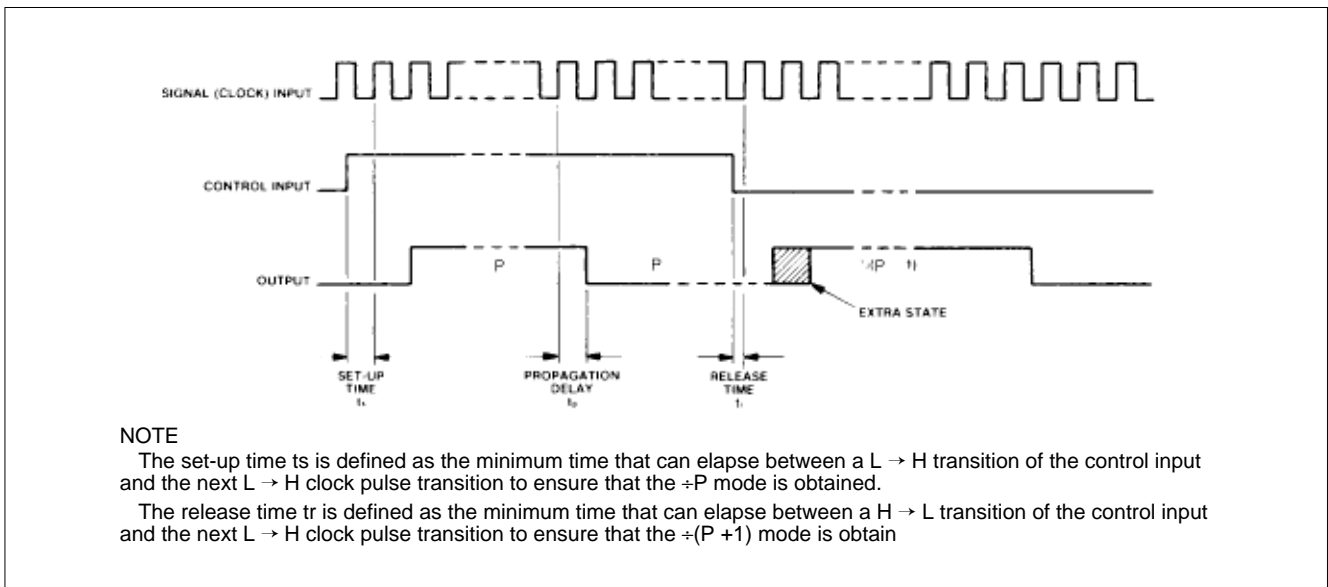 SIGNAL (CLOCK) INPUT
CONTROL INPUT
P
P
OUTPUT
EXTRA STATE
SET-UP
TIME
PROPAGATION
DELAY
RELEASE
TIME
NOTE
The set-up time ts is defined as the minimum time that can elapse between a L → H transition of the control input
and the next L → H clock pulse transition to ensure that the ÷P mode is obtained.
The release time tr is defined as the minimum time that can elapse between a H → L transition of the control input
and the next L → H clock pulse transition to ensure that the ÷(P +1) mode is obtain